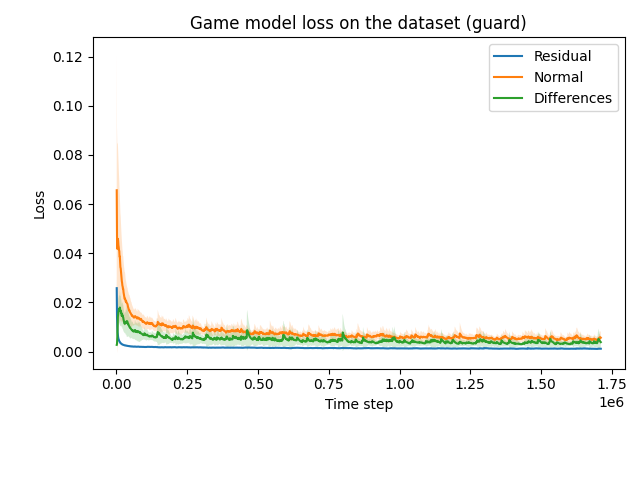 Game model loss on the dataset (guard)
Residual
Normal
Differences
Loss
0.12
0.10
0.08
0.06
0.04
0.02
0.00
0.00 0.25 0.50 0.75 1.00 1.25 1.50 1.75
1e6
Time step